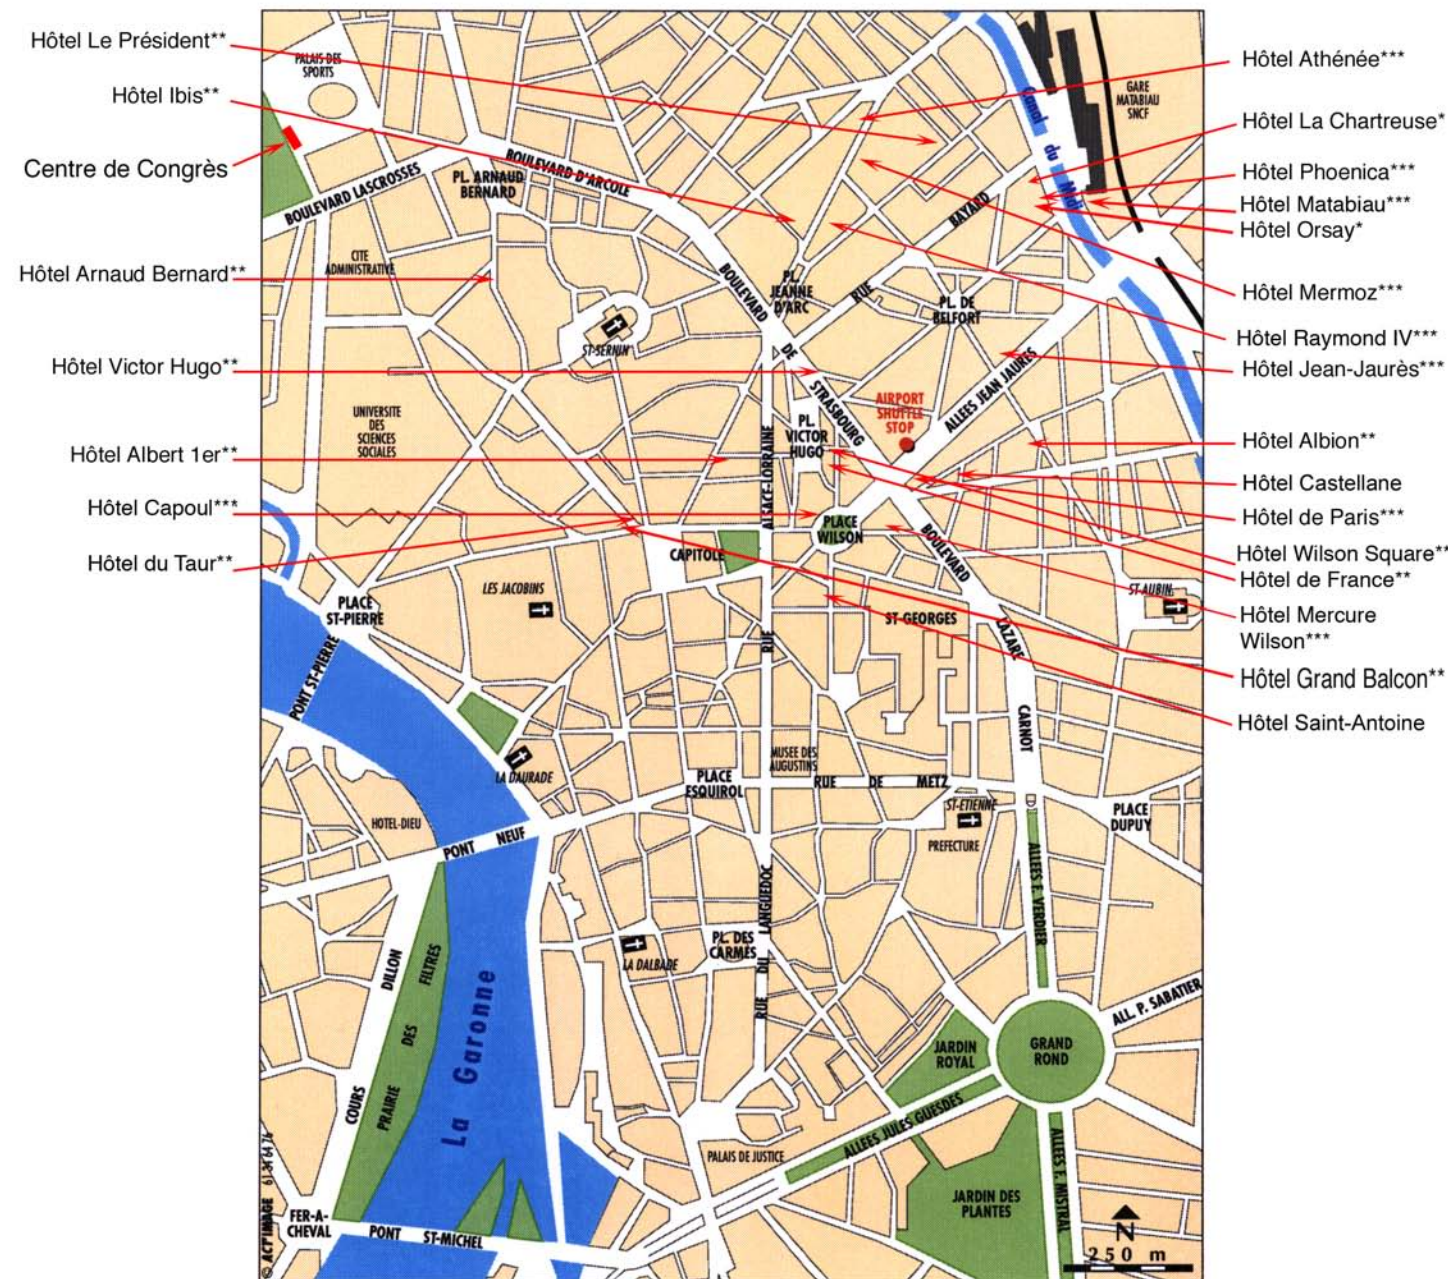 Hôtel Le Président**
Hôtel Ibis**
Centre de Congrès
Hôtel Arnaud Bernard**
Hôtel Victor Hugo**
Hôtel Albert 1er**
Hôtel Capoul***
Hôtel du Taur**
PALAIS DES
SPORTS
BOULEVARD LASCROSSES
PL. ARNAUD
BERNARD
BOULEVARD D'ARCOLE
CITE
ADMINISTRATIVE
ST-SERNIN
UNIVERSITE
DES
SCIENCES
SOCIALES
BOULEVARD
DE
STRASBOURG
PL.
JEANNE
D'ARC
RUE
BAYARD
PL. DE
BELFORT
Canal du Midi
GARE
MATABIAU
SNCF
ALLEES JEAN JAURES
AIRPORT
SHUTTLE
STOP
PL.
VICTOR
HUGO
ALSACE-LORRAINE
RUE
PLACE
WILSON
CAPITOLE
BOULEVARD
LAZARE
CARNOT
ST-AUBIN
ST-GEORGES
LES JACOBINS
PLACE
ST-PIERRE
PONT ST-PIERRE
LA DAURADE
HOTEL-DIEU
PONT NEUF
PLACE
ESQUIROL
MUSEE DES
AUGUSTINS
RUE DE METZ
ST-ETIENNE
PREFECTURE
PLACE
DUPUY
ALLEES F. VERDIER
RUE DU LANGUEDOC
PL. DES
CARMES
LA DALBADE
COURS DILLON
PRAIRIE DES FILTRES
La Garonne
JARDIN
ROYAL
GRAND
ROND
ALL. P. SABATIER
ALLEES JULES GUESDES
PALAIS DE JUSTICE
JARDIN DES
PLANTES
ALLEES F. MISTRAL
FER-A-
CHEVAL
PONT ST-MICHEL
© ACT'IMAGE 61 31 64 76
N
250 m
Hôtel Athénée***
Hôtel La Chartreuse*
Hôtel Phoenica***
Hôtel Matabiau***
Hôtel Orsay*
Hôtel Mermoz***
Hôtel Raymond IV***
Hôtel Jean-Jaurès***
Hôtel Albion**
Hôtel Castellane
Hôtel de Paris***
Hôtel Wilson Square**
Hôtel de France**
Hôtel Mercure
Wilson***
Hôtel Grand Balcon**
Hôtel Saint-Antoine